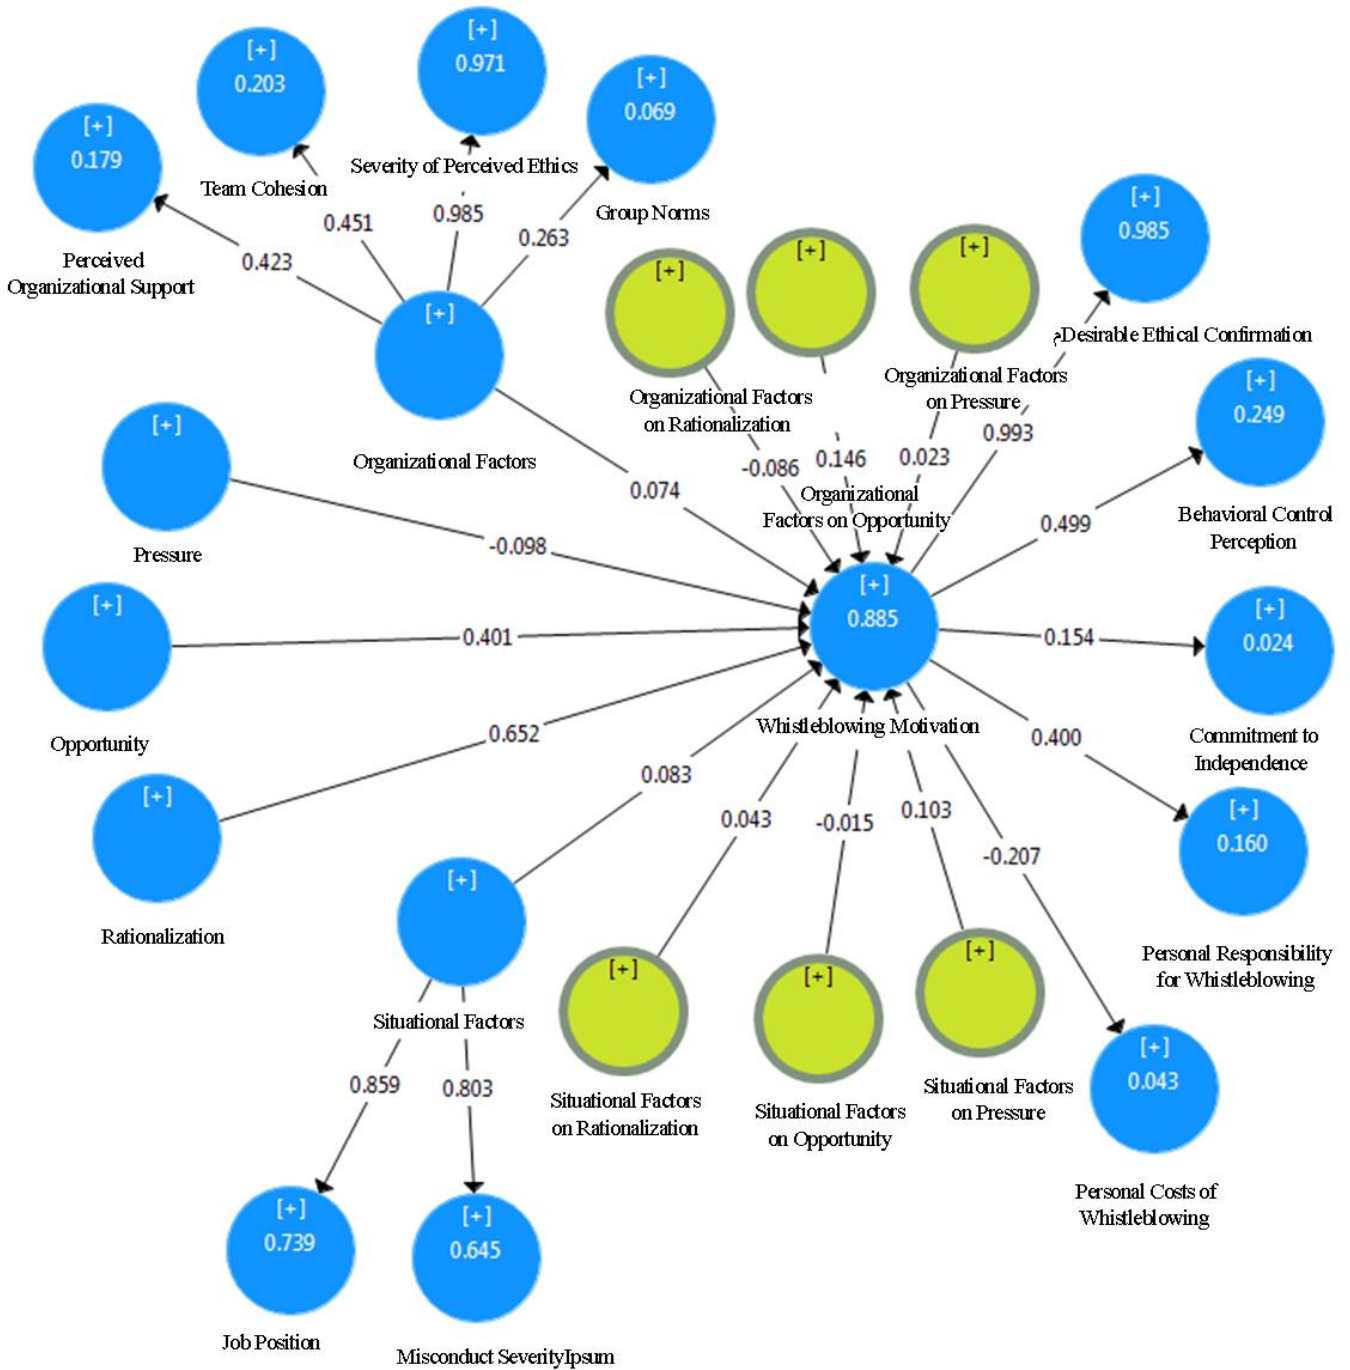 [+]
0.971
[+]
0.203
[+]
0.069
[+]
0.179
Severity of Perceived Ethics
Team Cohesion
Group Norms
0.985
0.451
0.263
0.423
Perceived
Organizational Support
[+]
Organizational Factors
[+]
[+]
[+]
[+]
0.985
Organizational Factors
on Rationalization
Organizational Factors
on Pressure
مDesirable Ethical Confirmation
-0.086
0.146
0.023
0.993
Organizational
Factors on Opportunity
[+]
0.249
Behavioral Control
Perception
0.499
0.074
[+]
Pressure
-0.098
[+]
Opportunity
0.401
[+]
0.885
Whistleblowing Motivation
0.154
[+]
0.024
Commitment to
Independence
[+]
Rationalization
0.652
0.083
0.043
-0.015
0.103
-0.207
0.400
[+]
0.160
Personal Responsibility
for Whistleblowing
[+]
Situational Factors
0.859
0.803
[+]
Situational Factors
on Rationalization
[+]
Situational Factors
on Opportunity
[+]
Situational Factors
on Pressure
[+]
0.043
Personal Costs of
Whistleblowing
[+]
0.739
Job Position
[+]
0.645
Misconduct SeverityIpsum